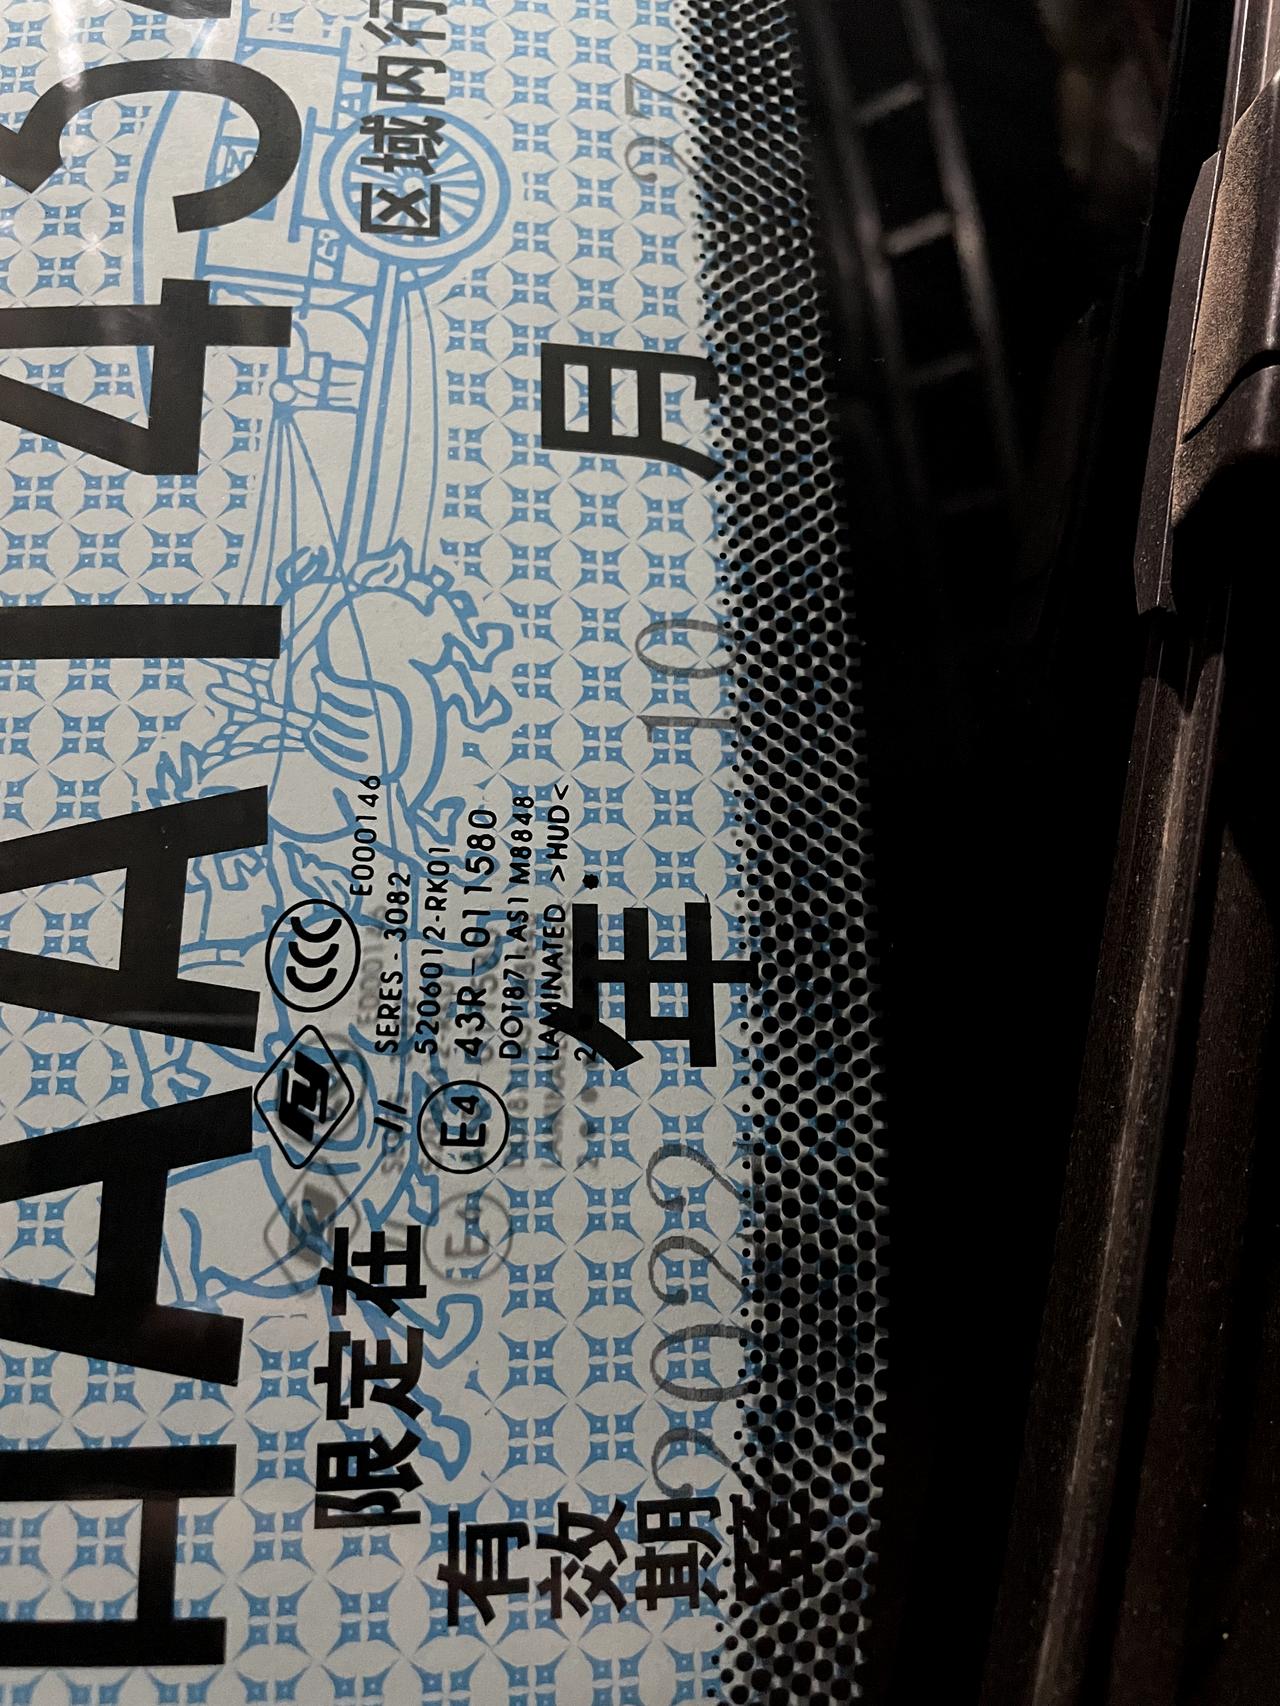 限定在 区域内行
CCC E000146
SERES - 3082
5206012-RK01
E4 43R-011580
DOT871 AS1 M8848
LAMINATED >HUD<
有效期至 2022 年 10 月 27